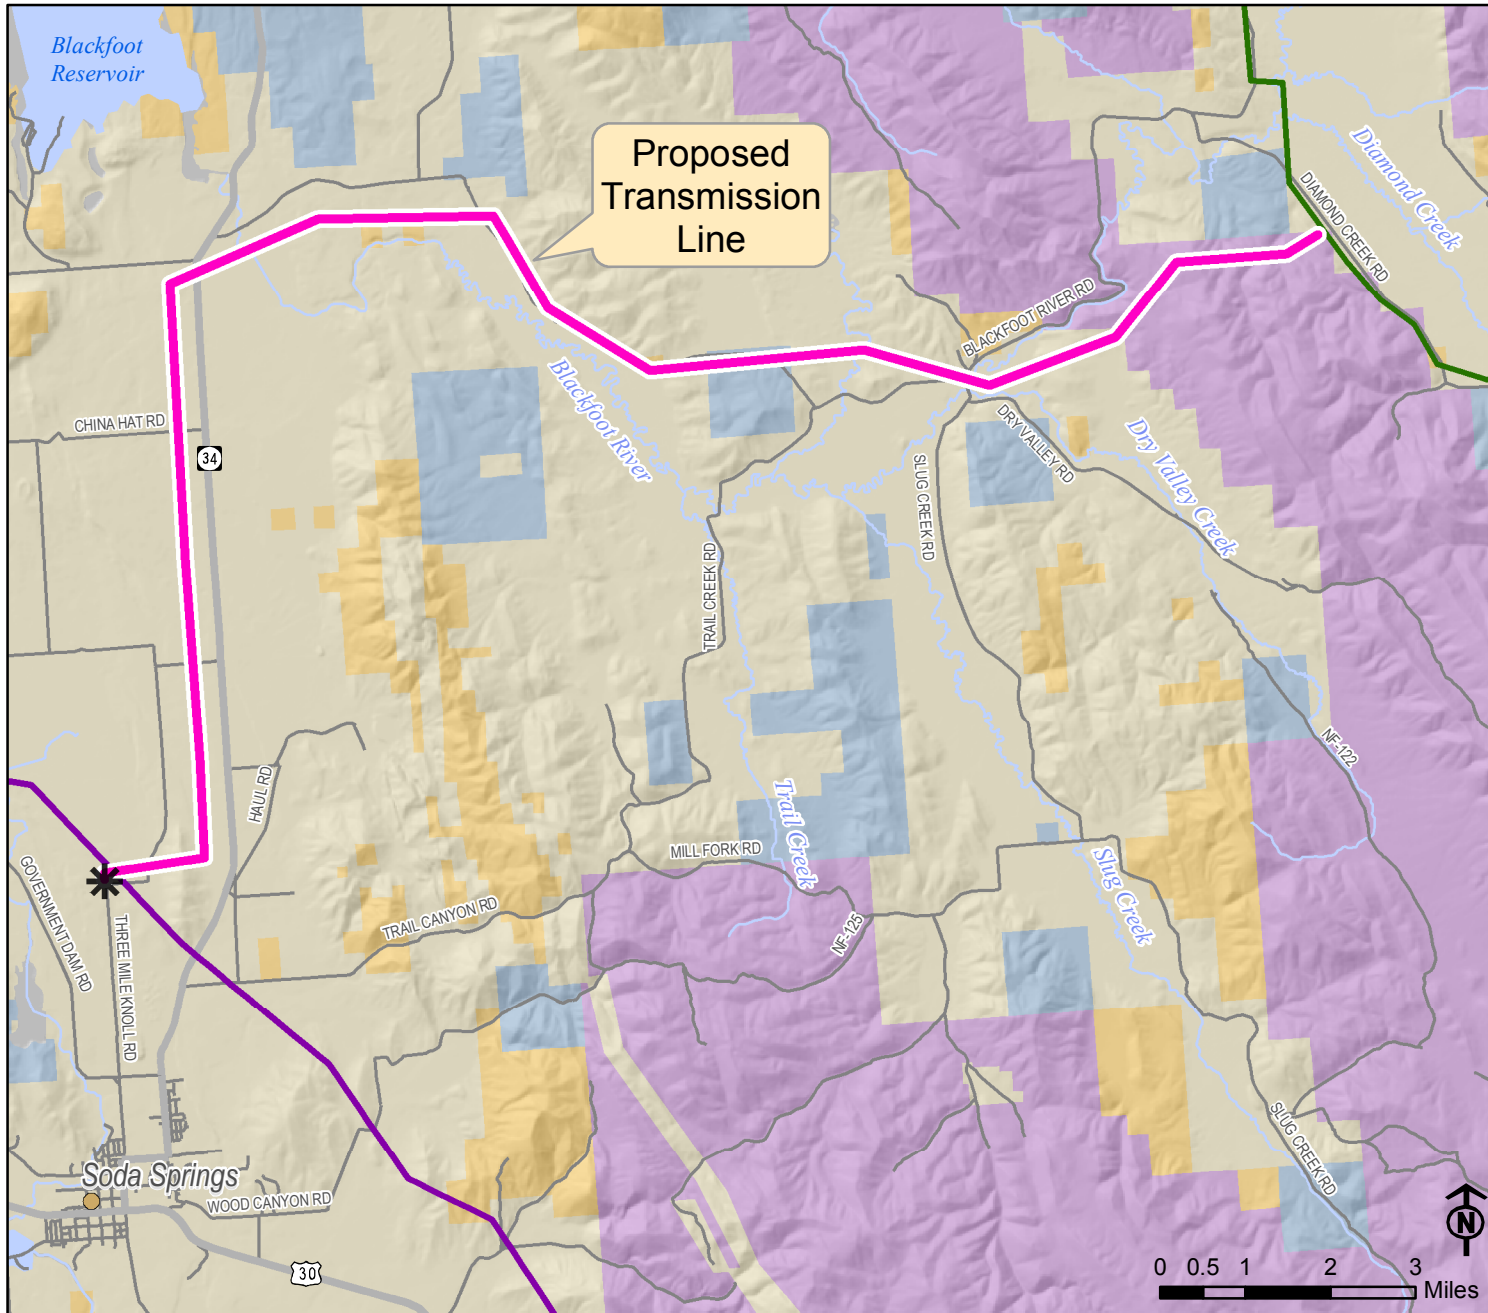 Blackfoot
Reservoir
Proposed
Transmission
Line
Diamond Creek
DIAMOND CREEK RD
BLACKFOOT RIVER RD
Blackfoot River
CHINA HAT RD
34
DRY VALLEY RD
Dry Valley Creek
SLUG CREEK RD
TRAIL CREEK RD
NF-122
HAUL RD
Trail Creek
MILL FORK RD
Slug Creek
GOVERNMENT DAM RD
THREE MILE KNOLL RD
TRAIL CANYON RD
NF-125
SLUG CREEK RD
Soda Springs
WOOD CANYON RD
30
N
0 0.5 1 2 3
Miles